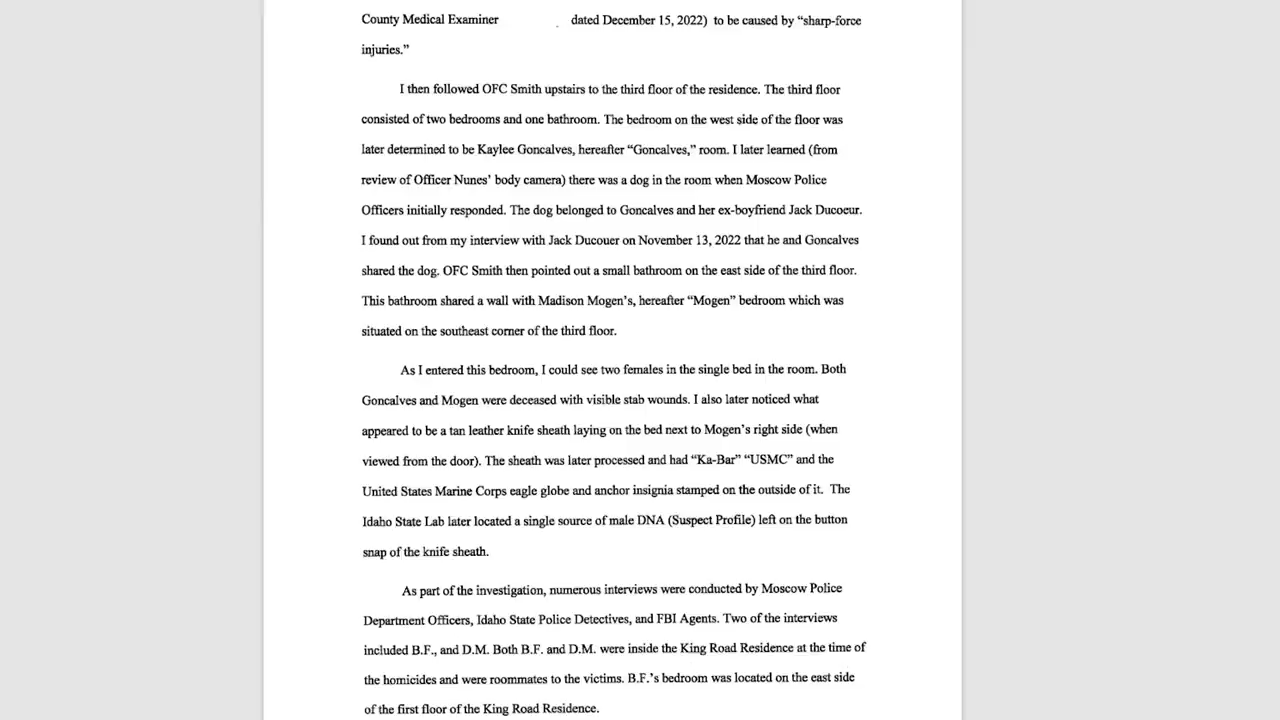 County Medical Examiner dated December 15, 2022) to be caused by “sharp-force
injuries.”
I then followed OFC Smith upstairs to the third floor of the residence. The third floor
consisted of two bedrooms and one bathroom. The bedroom on the west side of the floor was
later determined to be Kaylee Goncalves, hereafter “Goncalves,” room. I later learned (from
review of Officer Nunes’ body camera) there was a dog in the room when Moscow Police
Officers initially responded. The dog belonged to Goncalves and her ex-boyfriend Jack Ducoeur.
I found out from my interview with Jack Ducouer on November 13, 2022 that he and Goncalves
shared the dog. OFC Smith then pointed out a small bathroom on the east side of the third floor.
This bathroom shared a wall with Madison Mogen’s, hereafter “Mogen” bedroom which was
situated on the southeast corner of the third floor.
As I entered this bedroom, I could see two females in the single bed in the room. Both
Goncalves and Mogen were deceased with visible stab wounds. I also later noticed what
appeared to be a tan leather knife sheath laying on the bed next to Mogen’s right side (when
viewed from the door). The sheath was later processed and had “Ka-Bar” “USMC” and the
United States Marine Corps eagle globe and anchor insignia stamped on the outside of it. The
Idaho State Lab later located a single source of male DNA (Suspect Profile) left on the button
snap of the knife sheath.
As part of the investigation, numerous interviews were conducted by Moscow Police
Department Officers, Idaho State Police Detectives, and FBI Agents. Two of the interviews
included B.F., and D.M. Both B.F. and D.M. were inside the King Road Residence at the time of
the homicides and were roommates to the victims. B.F.’s bedroom was located on the east side
of the first floor of the King Road Residence.